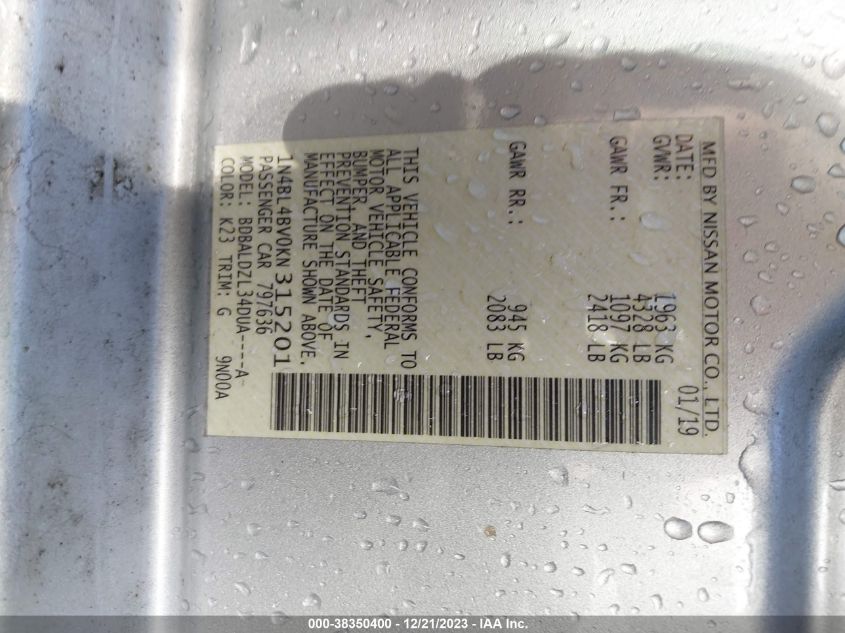 MFD BY NISSAN MOTOR CO., LTD.
DATE: 01/19
GVWR: 1963 KG
4328 LB
GAWR FR.: 1097 KG
2418 LB
GAWR RR.: 945 KG
2083 LB
THIS VEHICLE CONFORMS TO
ALL APPLICABLE FEDERAL
MOTOR VEHICLE SAFETY,
BUMPER, AND THEFT
PREVENTION STANDARDS IN
EFFECT ON THE DATE OF
MANUFACTURE SHOWN ABOVE.
1N4BL4BV0KN315201
PASSENGER CAR 797636
MODEL: BDBALDZL34DUA----A-
COLOR: K23 TRIM: G 9N00A
000-38350400 - 12/21/2023 - IAA Inc.